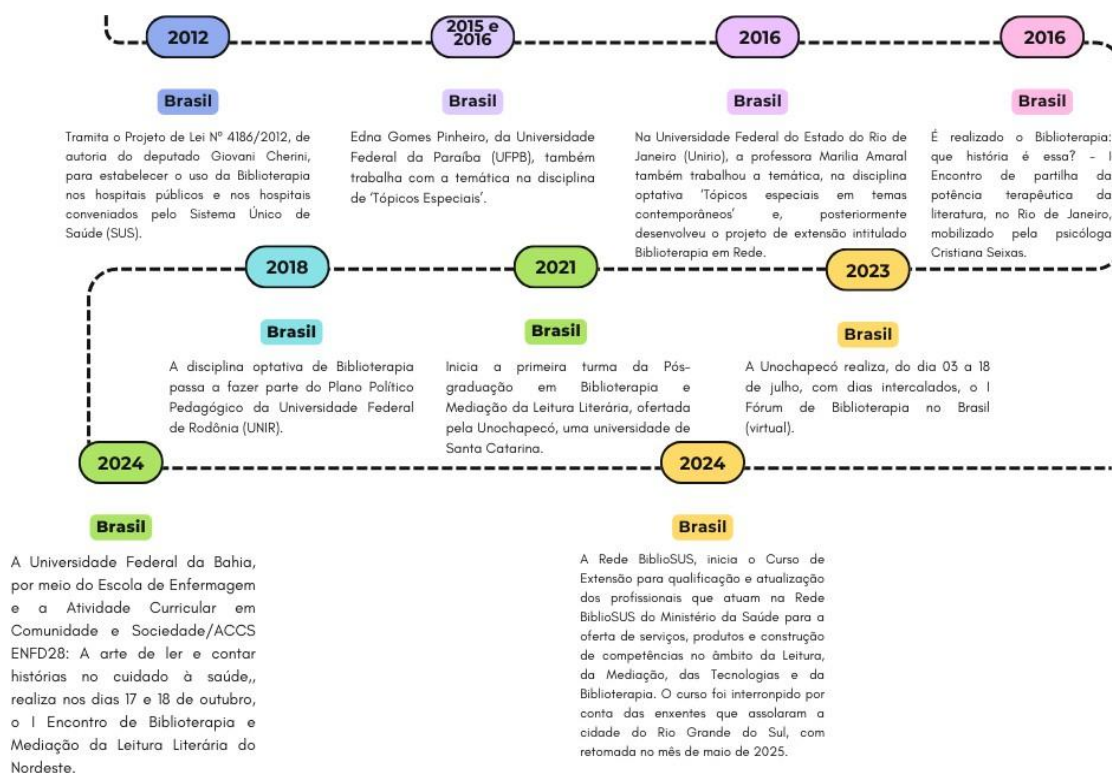 2012
Brasil
Tramita o Projeto de Lei Nº 4186/2012, de
autoria do deputado Giovani Cherini,
para estabelecer o uso da Biblioterapia
nos hospitais públicos e nos hospitais
conveniados pelo Sistema Único de
Saúde (SUS).
2015 e
2016
Brasil
Edna Gomes Pinheiro, da Universidade
Federal da Paraíba (UFPB), também
trabalha com a temática na disciplina
de ‘Tópicos Especiais’.
2016
Brasil
Na Universidade Federal do Estado do Rio de
Janeiro (Unirio), a professora Marilia Amaral
também trabalhou a temática, na disciplina
optativa ‘Tópicos especiais em temas
contemporâneos’ e, posteriormente
desenvolveu o projeto de extensão intitulado
Biblioterapia em Rede.
2016
Brasil
É realizado o Biblioterapia:
que história é essa? - I
Encontro de partilha da
potência terapêutica da
literatura, no Rio de Janeiro,
mobilizado pela psicóloga
Cristiana Seixas.
2018
Brasil
A disciplina optativa de Biblioterapia
passa a fazer parte do Plano Político
Pedagógico da Universidade Federal
de Rodônia (UNIR).
2021
Brasil
Inicia a primeira turma da Pós-
graduação em Biblioterapia e
Mediação da Leitura Literária, ofertada
pela Unochapecó, uma universidade de
Santa Catarina.
2023
Brasil
A Unochapecó realiza, do dia 03 a 18
de julho, com dias intercalados, o I
Fórum de Biblioterapia no Brasil
(virtual).
2024
Brasil
A Universidade Federal da Bahia,
por meio do Escola de Enfermagem
e a Atividade Curricular em
Comunidade e Sociedade/ACCS
ENFD28: A arte de ler e contar
histórias no cuidado à saúde,,
realiza nos dias 17 e 18 de outubro,
o I Encontro de Biblioterapia e
Mediação da Leitura Literária do
Nordeste.
2024
Brasil
A Rede BiblioSUS, inicia o Curso de
Extensão para qualificação e atualização
dos profissionais que atuam na Rede
BiblioSUS do Ministério da Saúde para a
oferta de serviços, produtos e construção
de competências no âmbito da Leitura,
da Mediação, das Tecnologias e da
Biblioterapia. O curso foi interronpido por
conta das enxentes que assolaram a
cidade do Rio Grande do Sul, com
retomada no mês de maio de 2025.